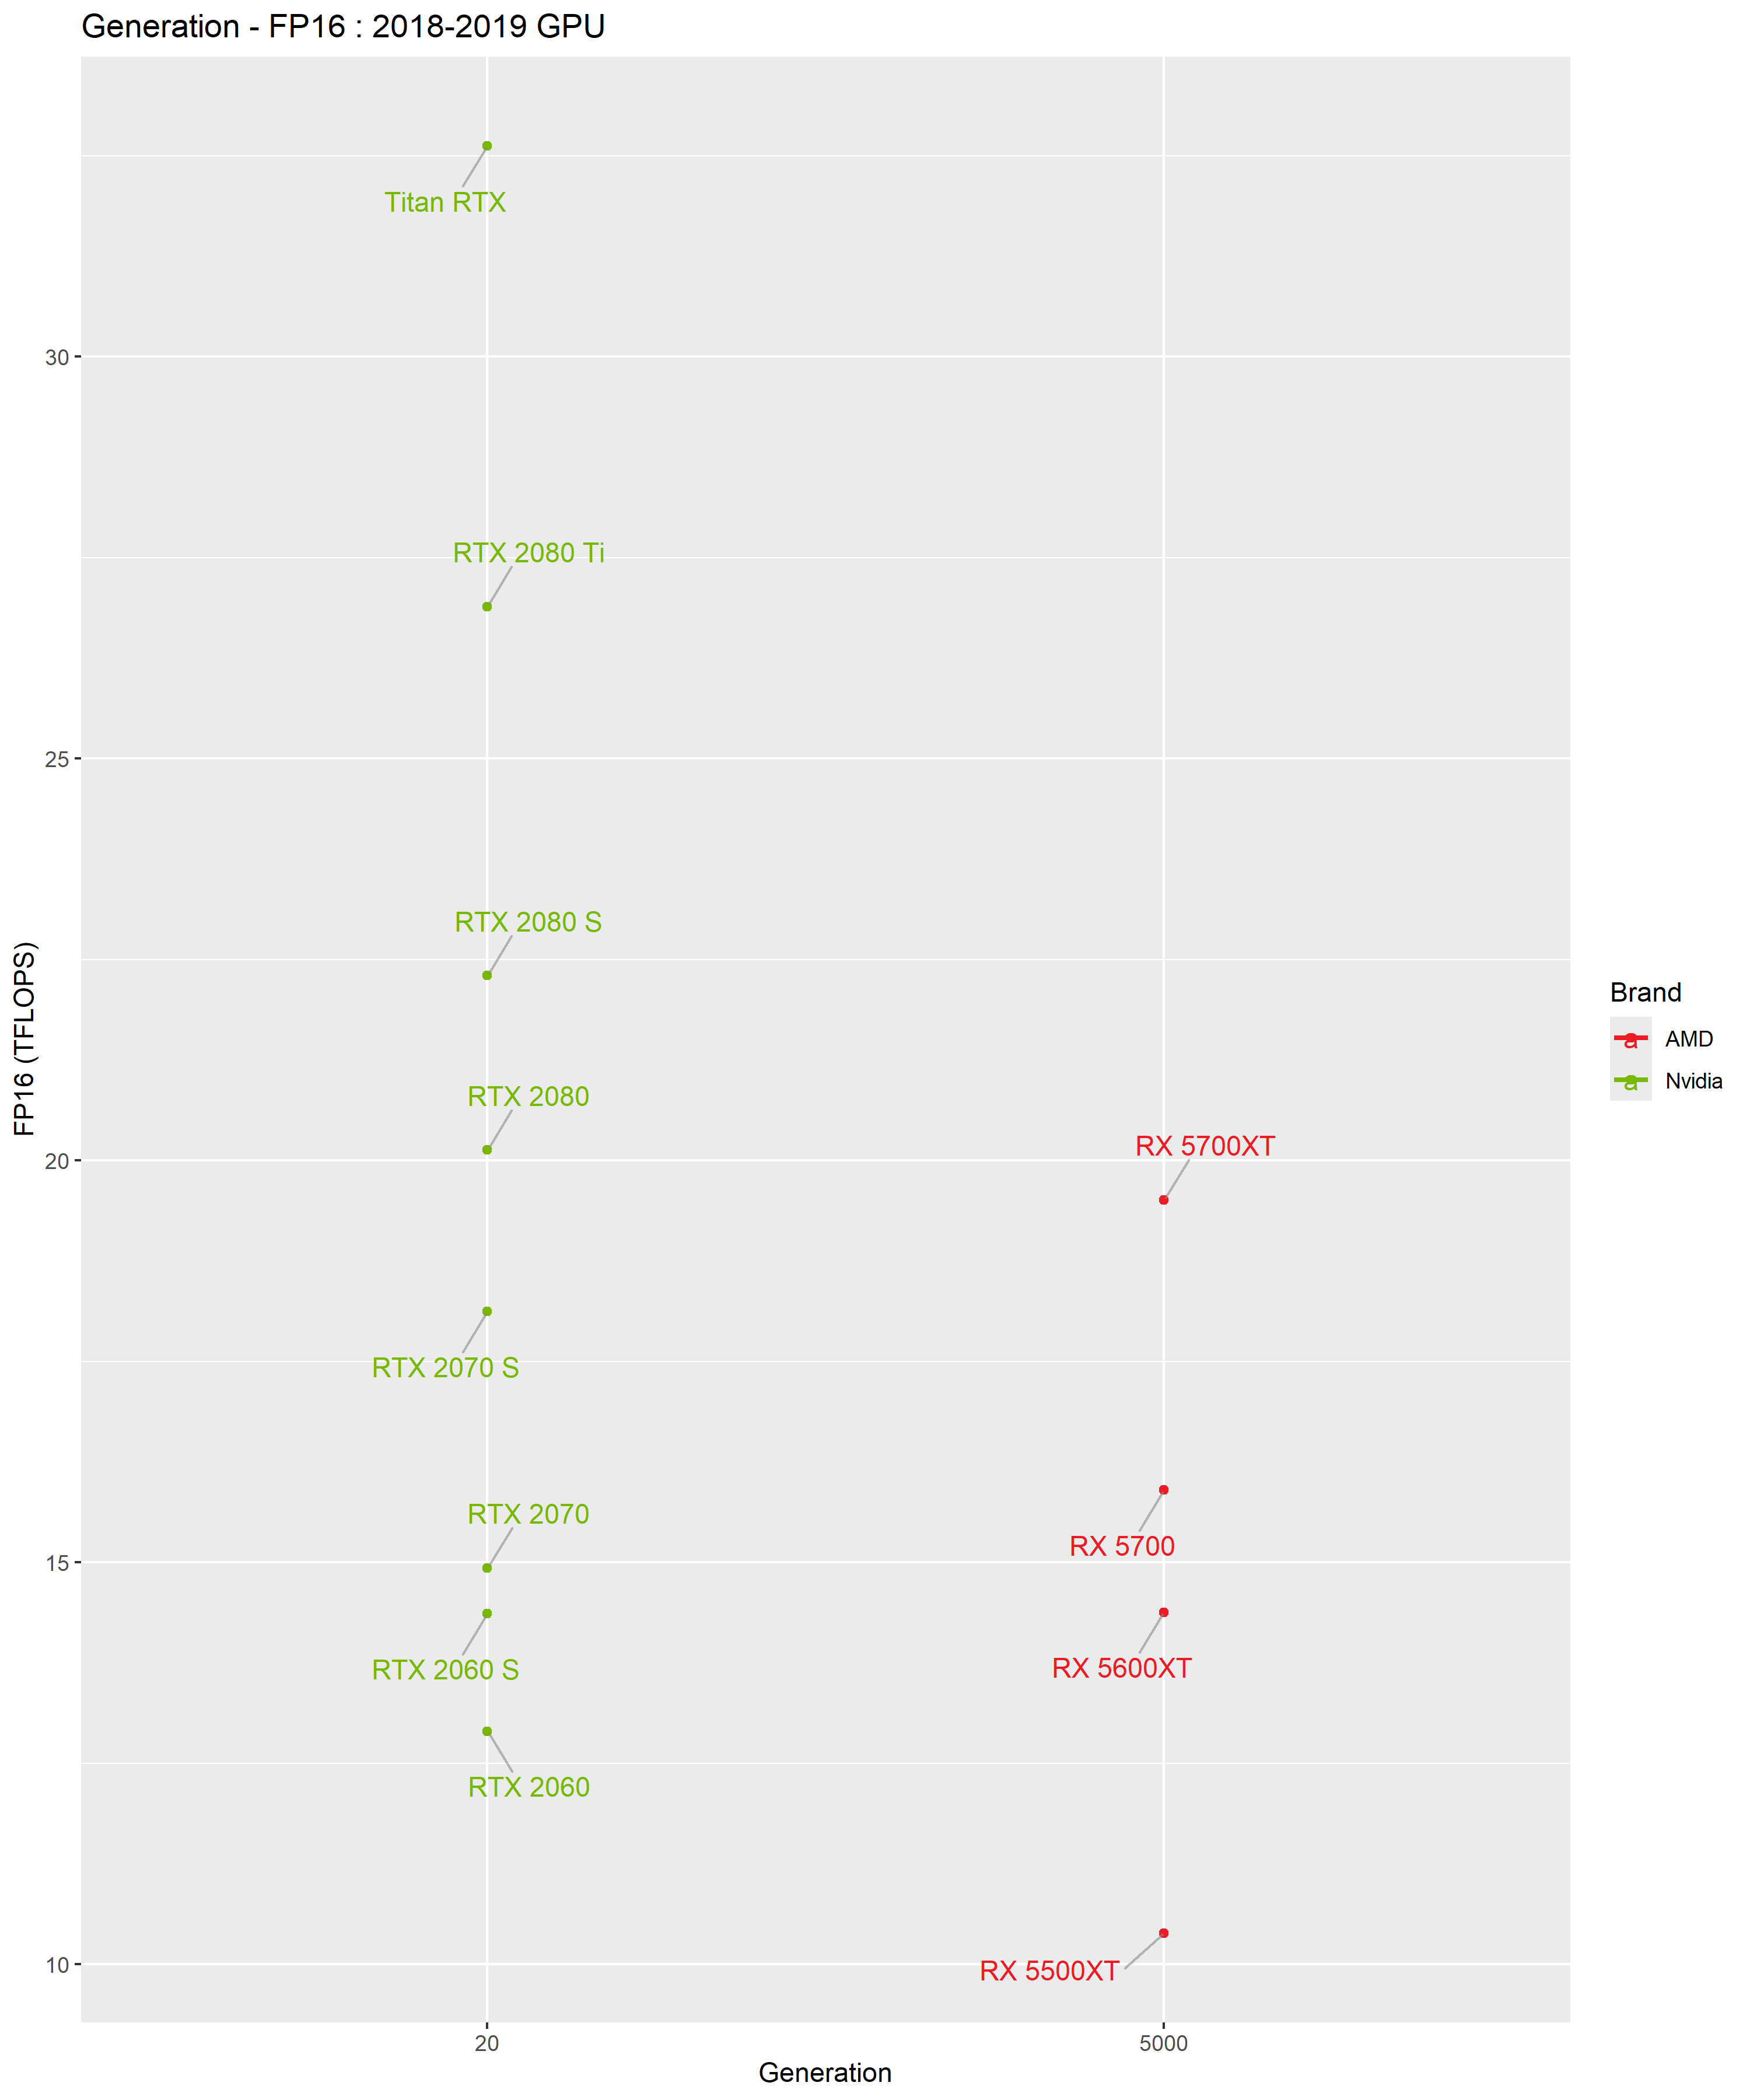 Generation - FP16 : 2018-2019 GPU
Titan RTX
30
RTX 2080 Ti
25
RTX 2080 S
FP16 (TFLOPS)
Brand
a AMD
a Nvidia
RTX 2080
RX 5700XT
20
RTX 2070 S
RTX 2070
RX 5700
15
RTX 2060 S
RX 5600XT
RTX 2060
RX 5500XT
10
20
5000
Generation